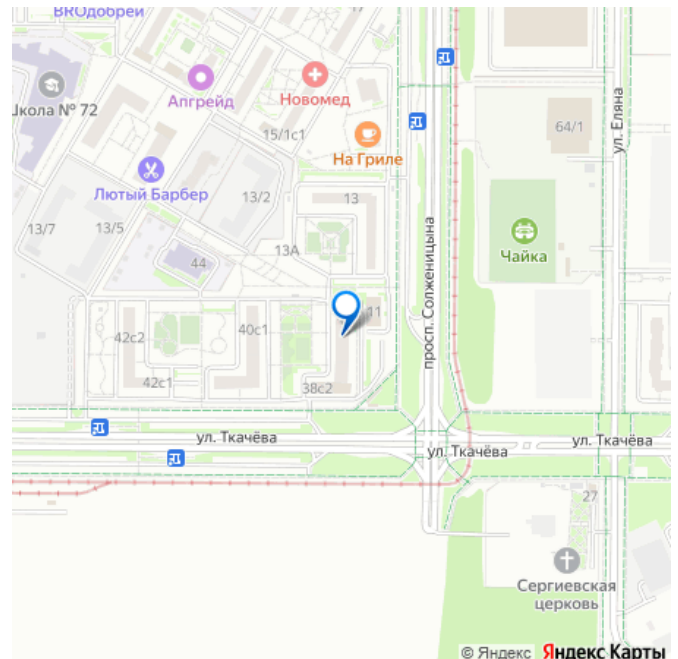 BROдобрей
17
Школа № 72
Апгрейд
Новомед
15/1с1
На Гриле
64/1
ул. Еляна
Лютый Барбер
13/2
13
13/7
13/5
13А
44
Чайка
просп. Солженицына
11
42с2
40с1
42с1
38с2
ул. Ткачёва
ул. Ткачёва
ул. Ткачёва
27
Сергиевская
церковь
© Яндекс Яндекс Карты